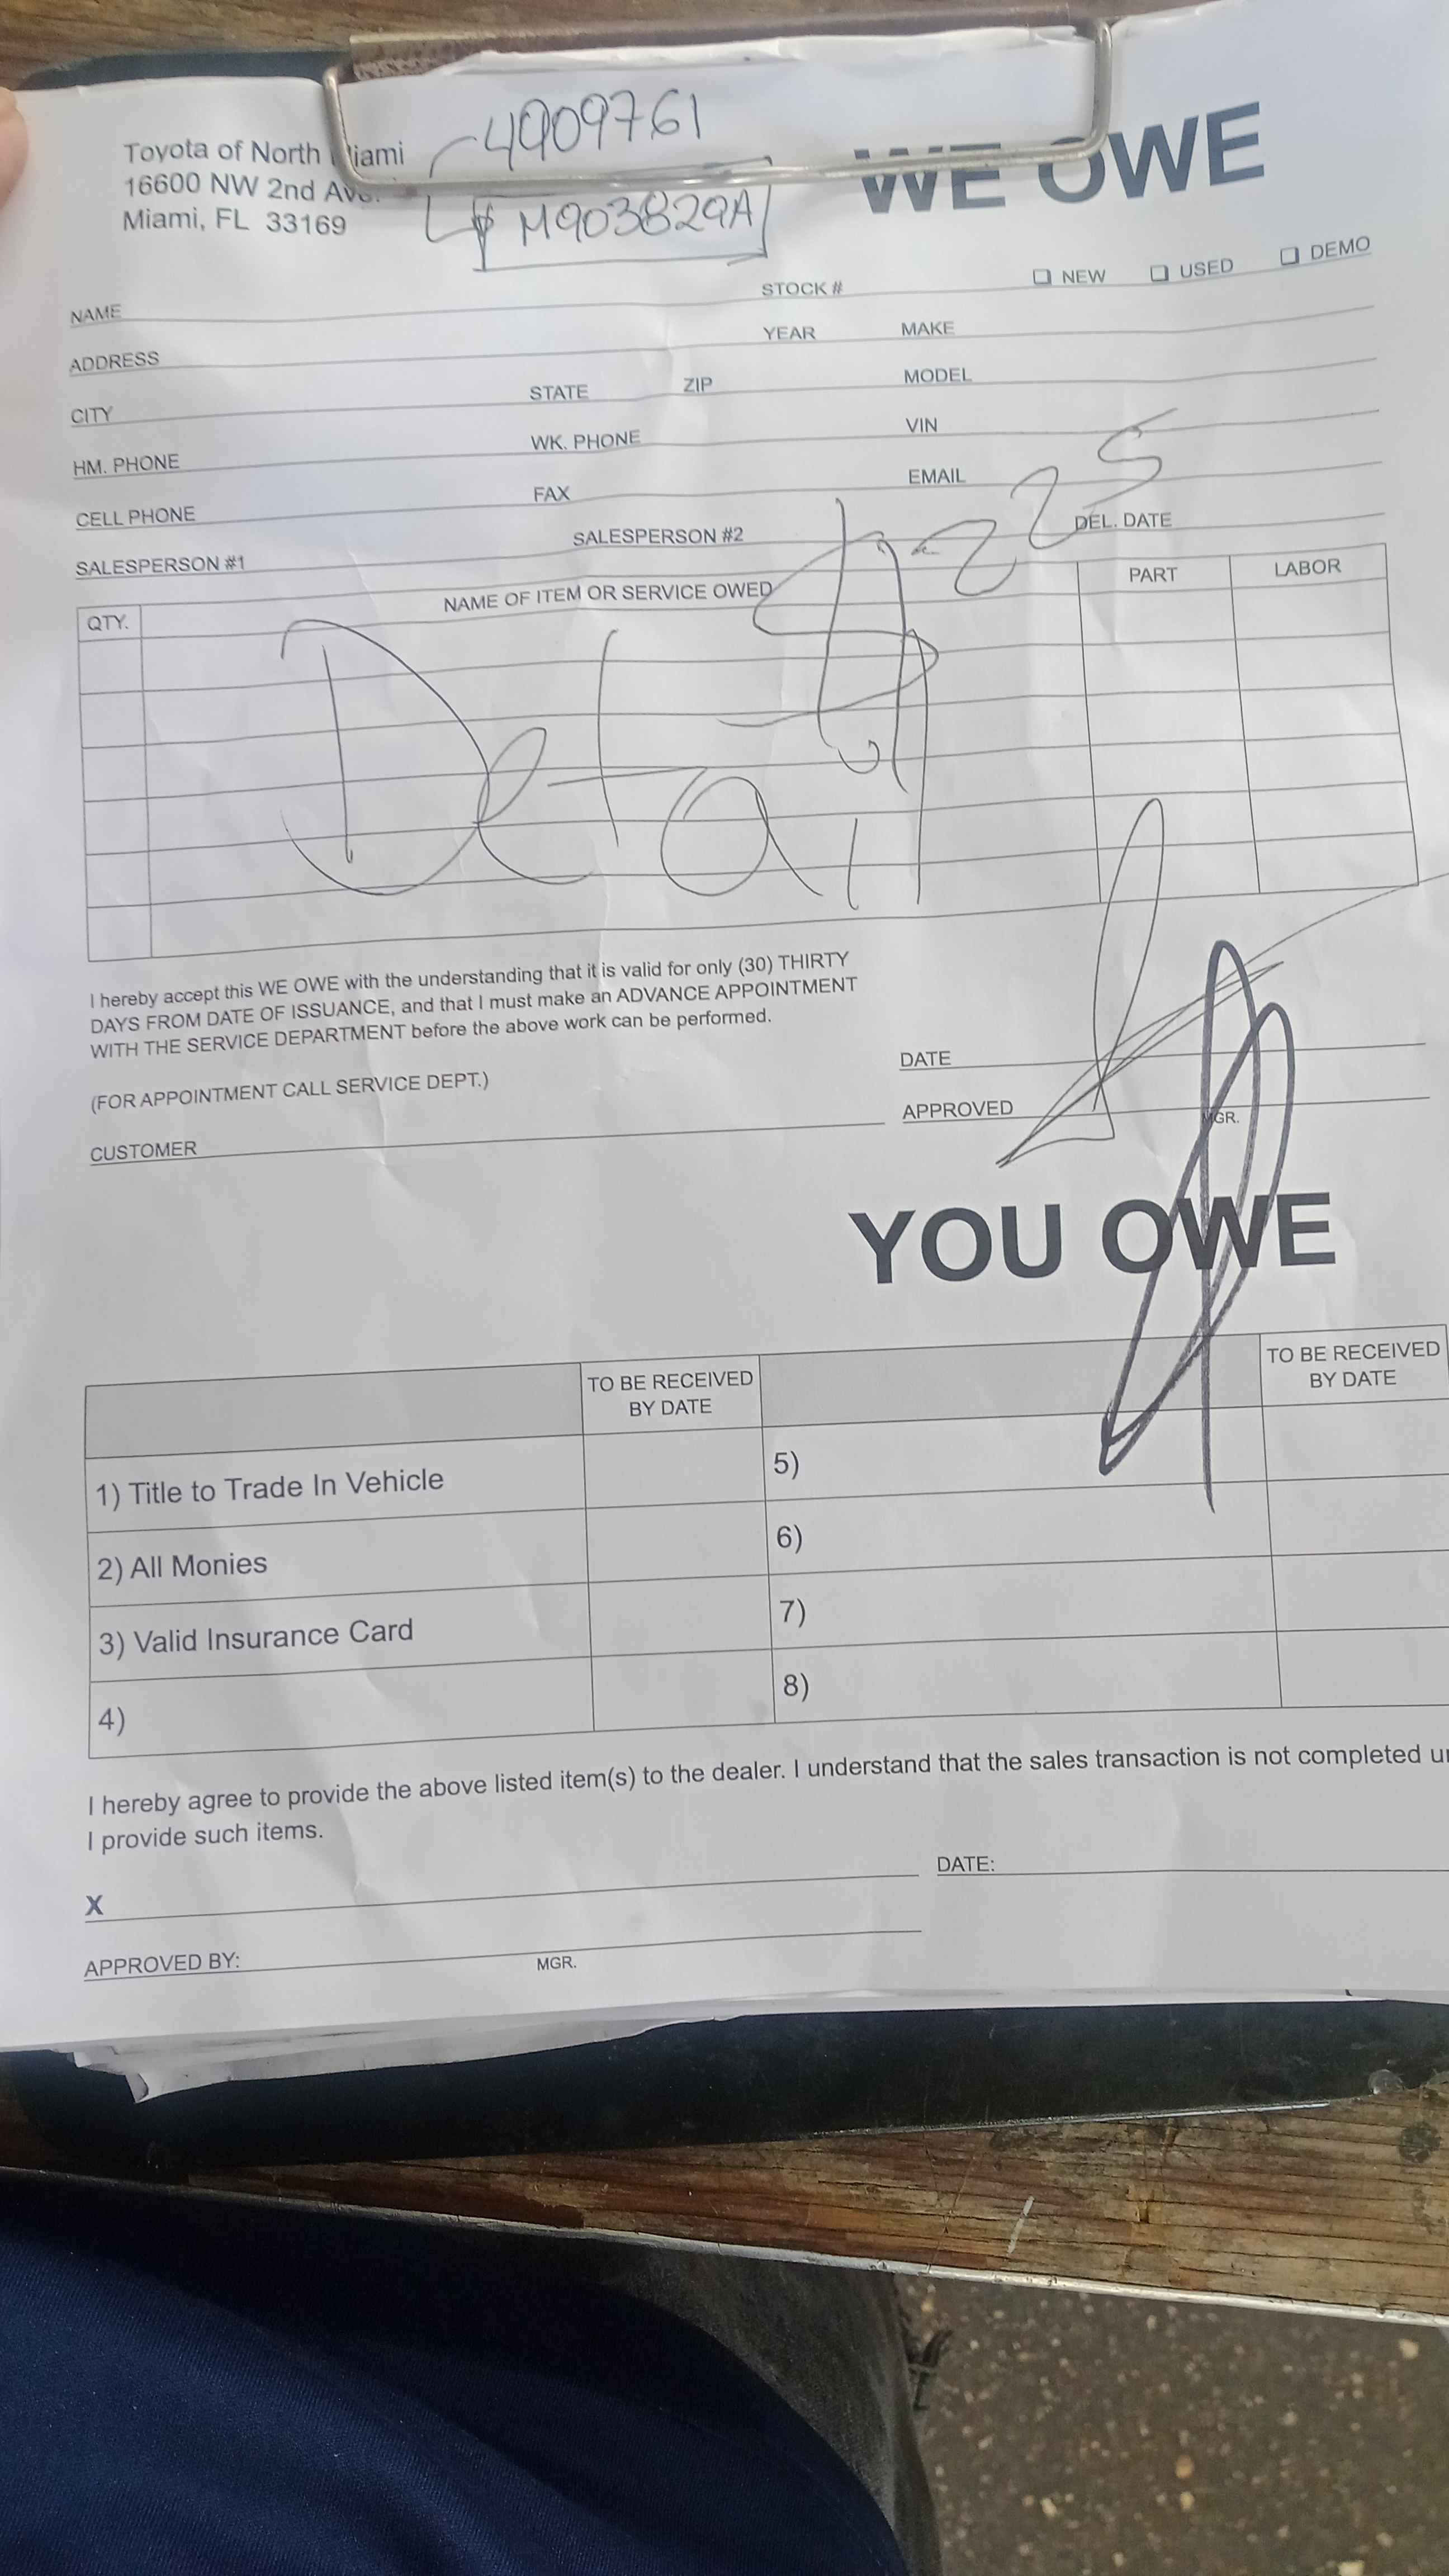 4909761
Toyota of North Miami
16600 NW 2nd Ave.
Miami, FL 33169
M903829A
WE OWE
NEW USED DEMO
NAME STOCK #
ADDRESS YEAR MAKE
CITY STATE ZIP MODEL
HM. PHONE WK. PHONE VIN
CELL PHONE FAX EMAIL
SALESPERSON #1 SALESPERSON #2 DEL. DATE
QTY. NAME OF ITEM OR SERVICE OWED PART LABOR
Detail
I hereby accept this WE OWE with the understanding that it is valid for only (30) THIRTY
DAYS FROM DATE OF ISSUANCE, and that I must make an ADVANCE APPOINTMENT
WITH THE SERVICE DEPARTMENT before the above work can be performed.
(FOR APPOINTMENT CALL SERVICE DEPT.)
DATE
APPROVED MGR.
CUSTOMER
YOU OWE
TO BE RECEIVED
BY DATE
TO BE RECEIVED
BY DATE
1) Title to Trade In Vehicle 5)
2) All Monies 6)
3) Valid Insurance Card 7)
4) 8)
I hereby agree to provide the above listed item(s) to the dealer. I understand that the sales transaction is not completed
I provide such items.
X DATE:
APPROVED BY: MGR.